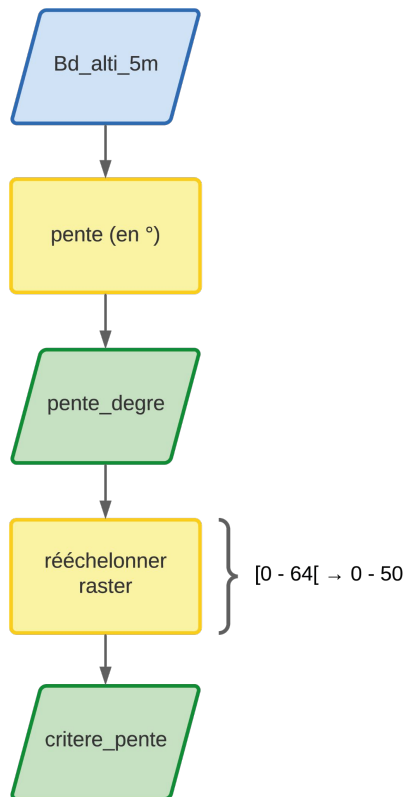 Bd_alti_5m
pente (en °)
pente_degre
rééchelonner
raster
[0 - 64[ → 0 - 50
critere_pente